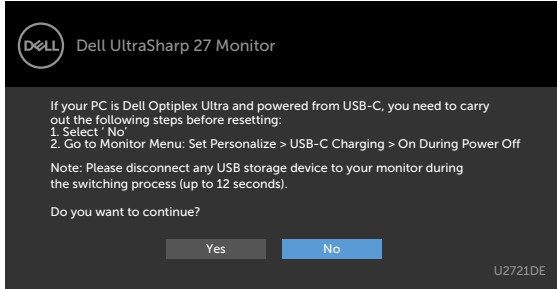 DELL
Dell UltraSharp 27 Monitor
If your PC is Dell Optiplex Ultra and powered from USB-C, you need to carry
out the following steps before resetting:
1. Select ‘ No’
2. Go to Monitor Menu: Set Personalize > USB-C Charging > On During Power Off
Note: Please disconnect any USB storage device to your monitor during
the switching process (up to 12 seconds).
Do you want to continue?
Yes No
U2721DE